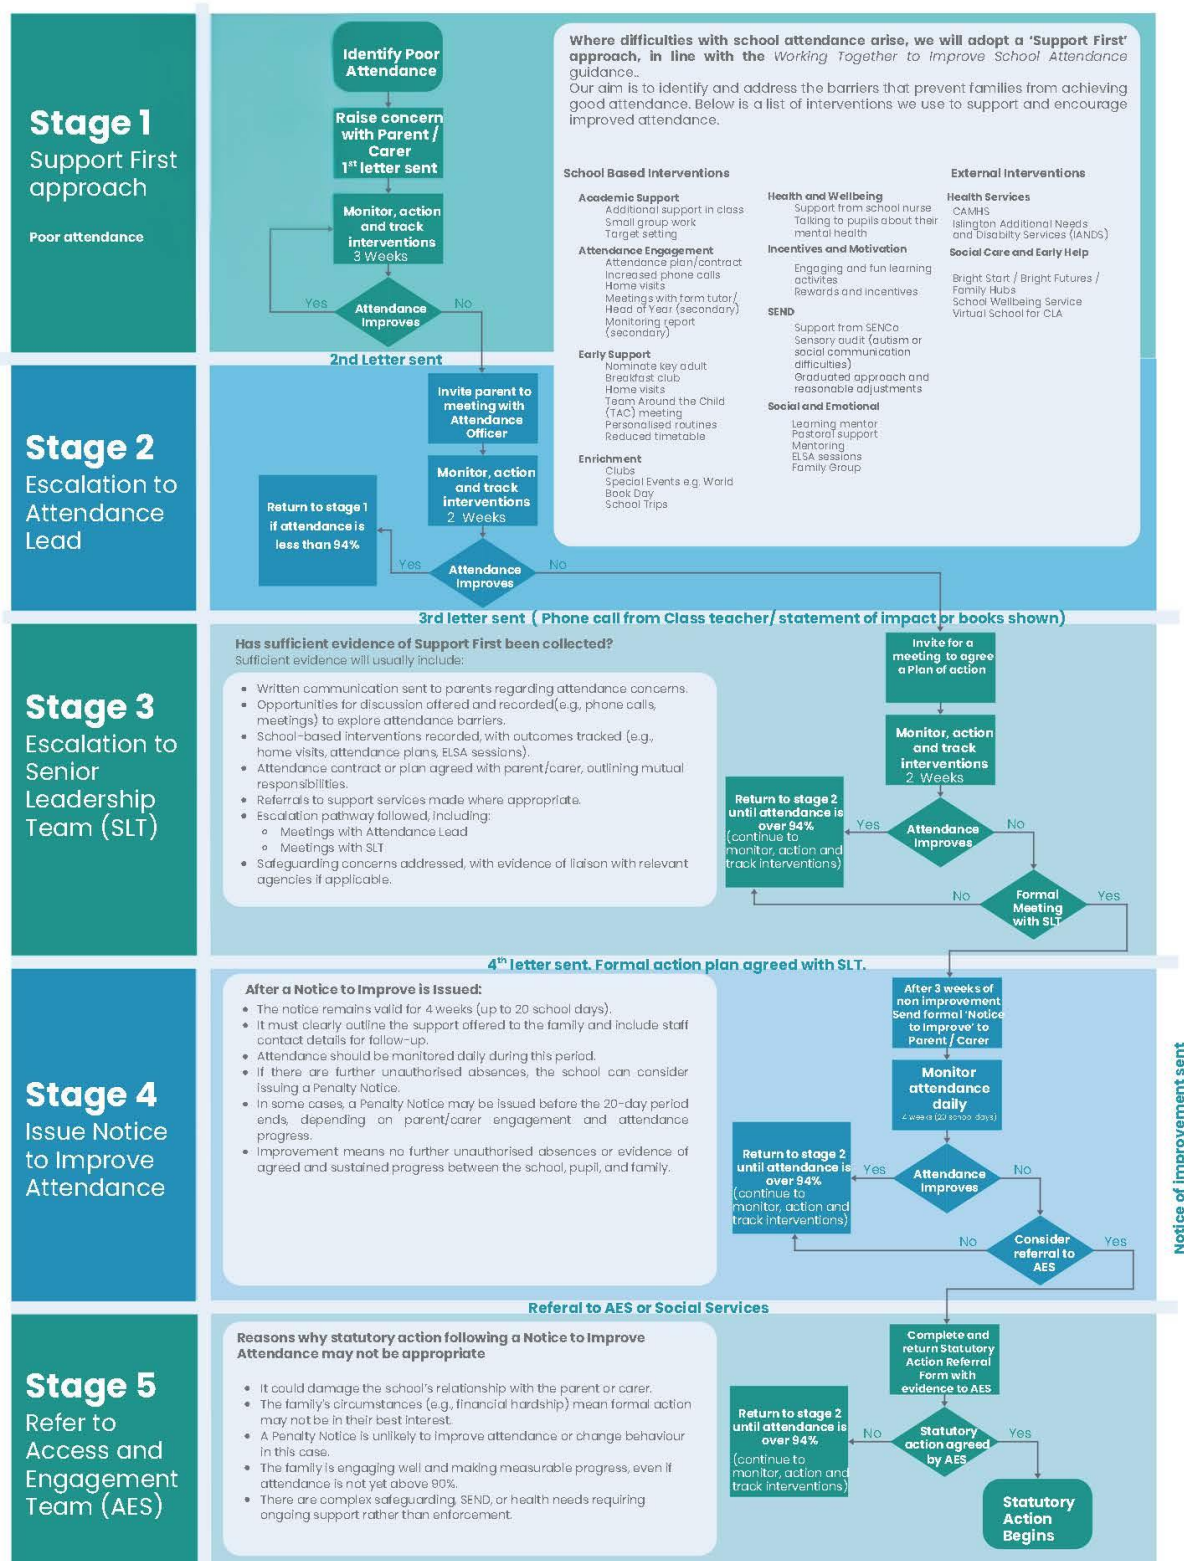 Stage 1
Support First
approach
Poor attendance
Identify Poor
Attendance
Raise concern
with Parent /
Carer
1st letter sent
Monitor, action
and track
interventions
3 Weeks
Yes
Attendance
Improves
No
Where difficulties with school attendance arise, we will adopt a ‘Support First’
approach, in line with the Working Together to Improve School Attendance
guidance..
Our aim is to identify and address the barriers that prevent families from achieving
good attendance. Below is a list of interventions we use to support and encourage
improved attendance.
School Based Interventions
Academic Support
Additional support in class
Small group work
Target setting
Attendance Engagement
Attendance plan/contract
Increased phone calls
Home visits
Meetings with form tutor/
Head of Year (secondary)
Monitoring report
(secondary)
Early Support
Nominate key adult
Breakfast club
Home visits
Team Around the Child
(TAC) meeting
Personalised routines
Reduced timetable
Enrichment
Clubs
Special Events e.g. World
Book Day
School Trips
Health and Wellbeing
Support from school nurse
Talking to pupils about their
mental health
Incentives and Motivation
Engaging and fun learning
activites
Rewards and incentives
SEND
Support from SENCo
Sensory audit (autism or
social communication
difficulties)
Graduated approach and
reasonable adjustments
Social and Emotional
Learning mentor
Pastoral support
Mentoring
ELSA sessions
Family Group
External Interventions
Health Services
CAMHS
Islington Additional Needs
and Disabilty Services (IANDS)
Social Care and Early Help
Bright Start / Bright Futures /
Family Hubs
School Wellbeing Service
Virtual School for CLA
2nd Letter sent
Stage 2
Escalation to
Attendance
Lead
Invite parent to
meeting with
Attendance
Officer
Monitor, action
and track
interventions
2 Weeks
Return to stage 1
if attendance is
less than 94%
Yes
Attendance
Improves
No
3rd letter sent ( Phone call from Class teacher/ statement of impact or books shown)
Stage 3
Escalation to
Senior
Leadership
Team (SLT)
Has sufficient evidence of Support First been collected?
Sufficient evidence will usually include:
• Written communication sent to parents regarding attendance concerns.
• Opportunities for discussion offered and recorded(e.g., phone calls,
meetings) to explore attendance barriers.
• School-based interventions recorded, with outcomes tracked (e.g.,
home visits, attendance plans, ELSA sessions).
• Attendance contract or plan agreed with parent/carer, outlining mutual
responsibilities.
• Referrals to support services made where appropriate.
• Escalation pathway followed, including:
○ Meetings with Attendance Lead
○ Meetings with SLT
• Safeguarding concerns addressed, with evidence of liaison with relevant
agencies if applicable.
Invite for a
meeting to agree
a Plan of action
Monitor, action
and track
interventions
2 Weeks
Return to stage 2
until attendance is
over 94%
(continue to
monitor, action and
track interventions)
Yes
Attendance
Improves
No
No
Formal
Meeting
with SLT
Yes
4th letter sent. Formal action plan agreed with SLT.
Stage 4
Issue Notice
to Improve
Attendance
After a Notice to Improve is Issued:
• The notice remains valid for 4 weeks (up to 20 school days).
• It must clearly outline the support offered to the family and include staff
contact details for follow-up.
• Attendance should be monitored daily during this period.
• If there are further unauthorised absences, the school can consider
issuing a Penalty Notice.
• In some cases, a Penalty Notice may be issued before the 20-day period
ends, depending on parent/carer engagement and attendance
progress.
• Improvement means no further unauthorised absences or evidence of
agreed and sustained progress between the school, pupil, and family.
After 3 weeks of
non improvement
Send formal ‘Notice
to Improve’ to
Parent / Carer
Monitor
attendance
daily
4 weeks (20 school days)
Return to stage 2
until attendance is
over 94%
(continue to
monitor, action and
track interventions)
Yes
Attendance
Improves
No
No
Consider
referral to
AES
Yes
Notice of improvement sent
Referal to AES or Social Services
Stage 5
Refer to
Access and
Engagement
Team (AES)
Reasons why statutory action following a Notice to Improve
Attendance may not be appropriate
• It could damage the school’s relationship with the parent or carer.
• The family’s circumstances (e.g., financial hardship) mean formal action
may not be in their best interest.
• A Penalty Notice is unlikely to improve attendance or change behaviour
in this case.
• The family is engaging well and making measurable progress, even if
attendance is not yet above 90%.
• There are complex safeguarding, SEND, or health needs requiring
ongoing support rather than enforcement.
Complete and
return Statutory
Action Referral
Form with
evidence to AES
Return to stage 2
until attendance is
over 94%
(continue to
monitor, action and
track interventions)
No
Statutory
action agreed
by AES
Yes
Statutory
Action
Begins